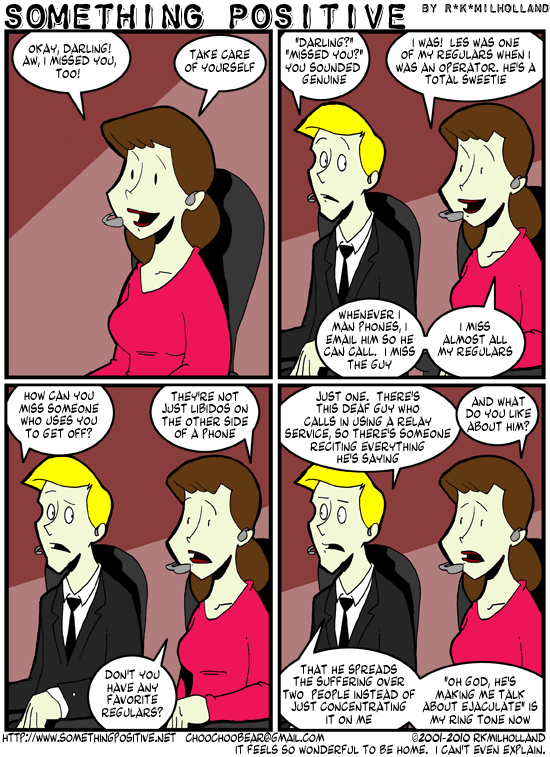 SOMETHING POSITIVE BY R*K*MILHOLLAND
OKAY, DARLING!
AW, I MISSED YOU,
TOO!
TAKE CARE
OF YOURSELF
"DARLING?"
"MISSED YOU?"
YOU SOUNDED
GENUINE
I WAS! LES WAS ONE
OF MY REGULARS WHEN I
WAS AN OPERATOR. HE'S A
TOTAL SWEETIE
WHENEVER I
MAN PHONES, I
EMAIL HIM SO HE
CAN CALL. I MISS
THE GUY
I MISS
ALMOST ALL
MY REGULARS
HOW CAN YOU
MISS SOMEONE
WHO USES YOU
TO GET OFF?
THEY'RE NOT
JUST LIBIDOS ON
THE OTHER SIDE
OF A PHONE
DON'T YOU
HAVE ANY
FAVORITE
REGULARS?
JUST ONE. THERE'S
THIS DEAF GUY WHO
CALLS IN USING A RELAY
SERVICE, SO THERE'S SOMEONE
RECITING EVERYTHING
HE'S SAYING
AND WHAT
DO YOU LIKE
ABOUT HIM?
THAT HE SPREADS
THE SUFFERING OVER
TWO PEOPLE INSTEAD OF
JUST CONCENTRATING
IT ON ME
"OH GOD, HE'S
MAKING ME TALK
ABOUT EJACULATE" IS
MY RING TONE NOW
HTTP://WWW.SOMETHINGPOSITIVE.NET CHOOCHOOBEAR@GMAIL.COM ©2001-2010 RKMILHOLLAND
IT FEELS SO WONDERFUL TO BE HOME. I CAN'T EVEN EXPLAIN.